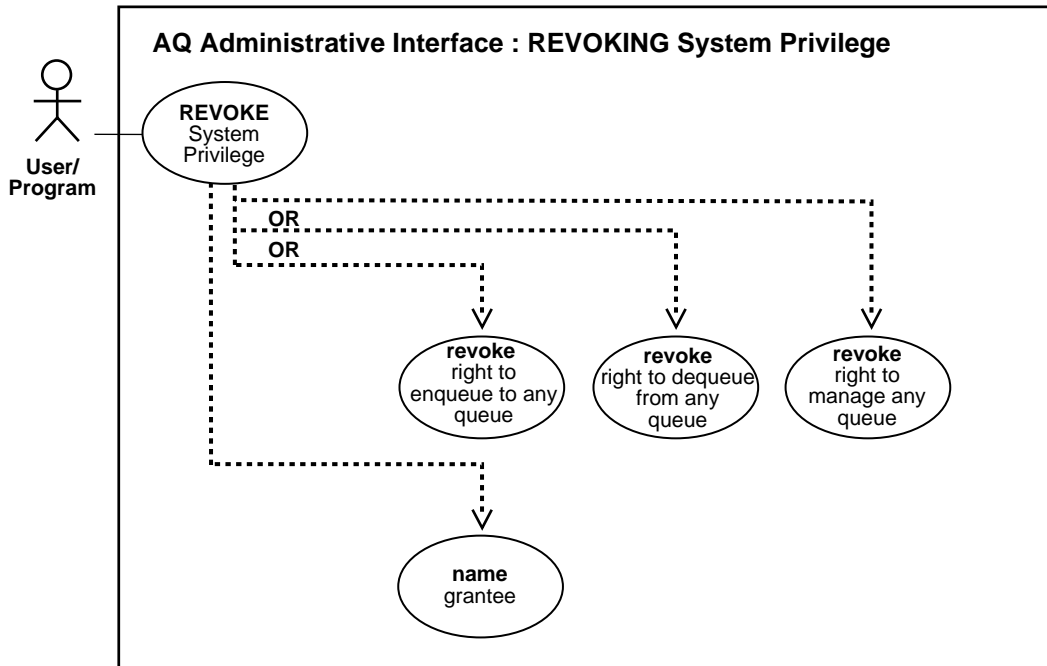 AQ Administrative Interface : REVOKING System Privilege
User/
Program
REVOKE
System
Privilege
OR
OR
revoke
right to
enqueue to any
queue
revoke
right to dequeue
from any
queue
revoke
right to
manage any
queue
name
grantee